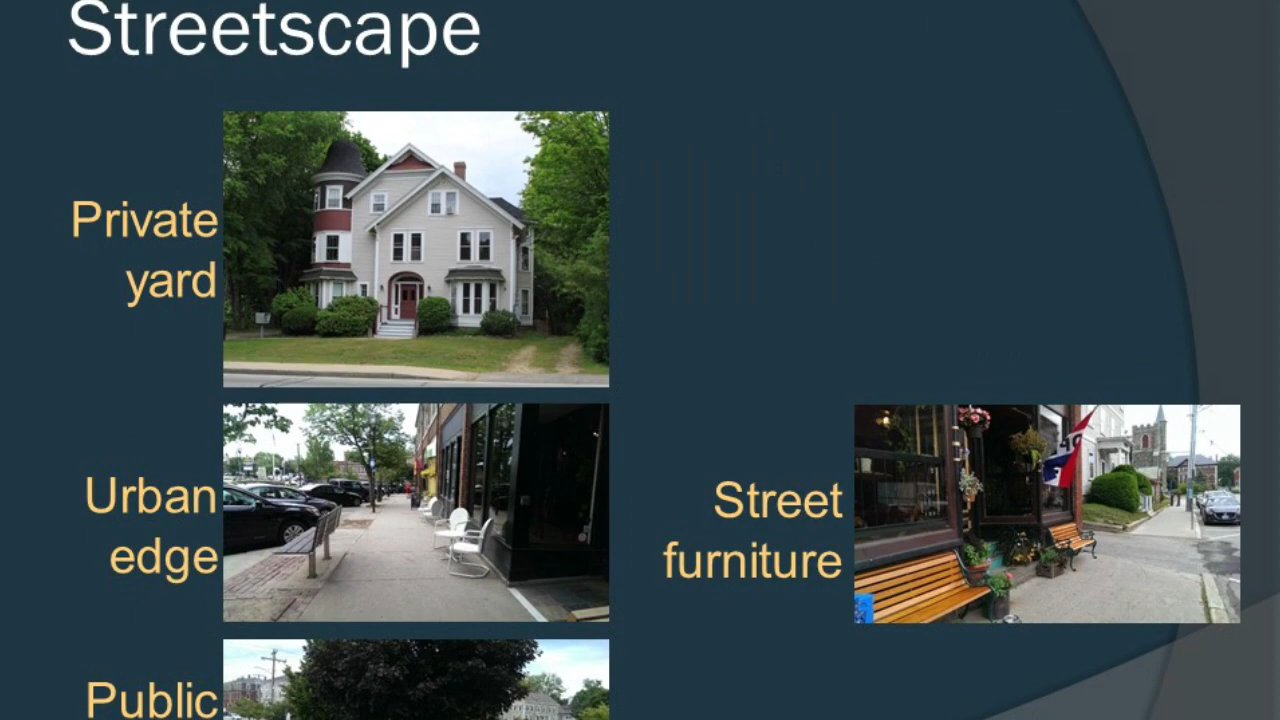 Streetscape
Private
yard
Urban
edge
Street
furniture
Public